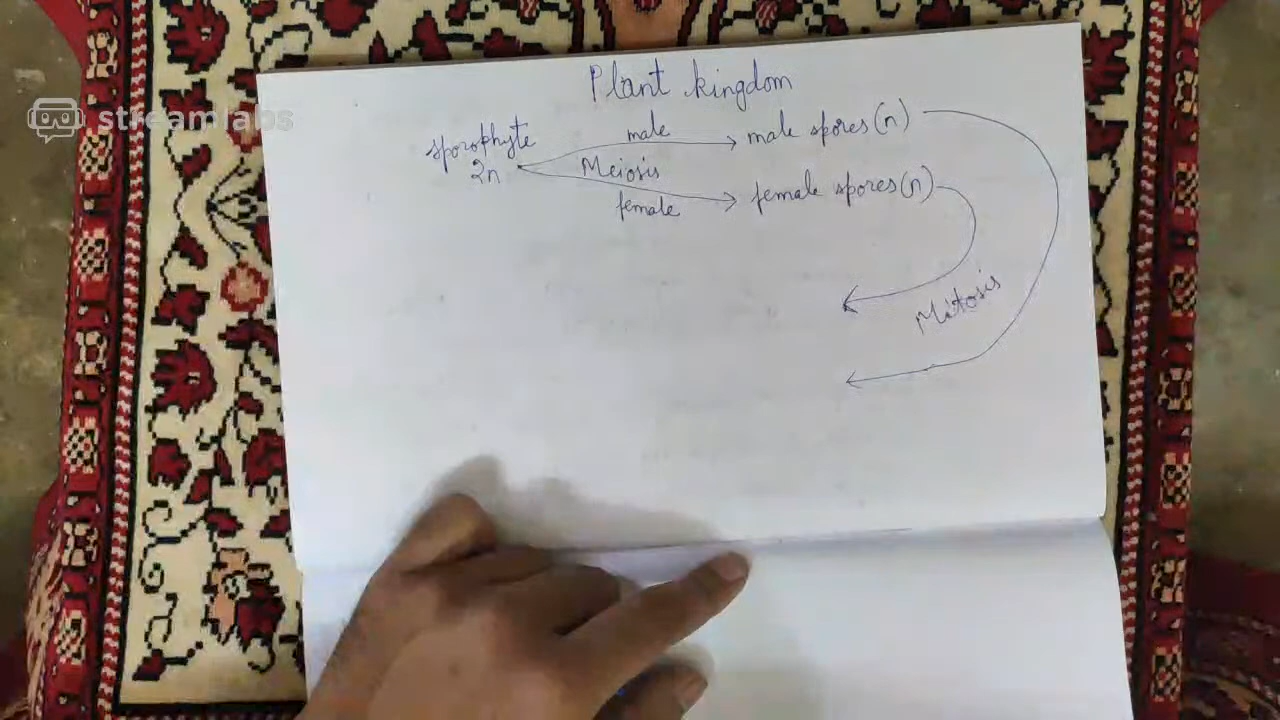 streamlabs
Plant kingdom
sporophyte
2n
male
Meiosis
female
male spores (n)
female spores (n)
Mitosis